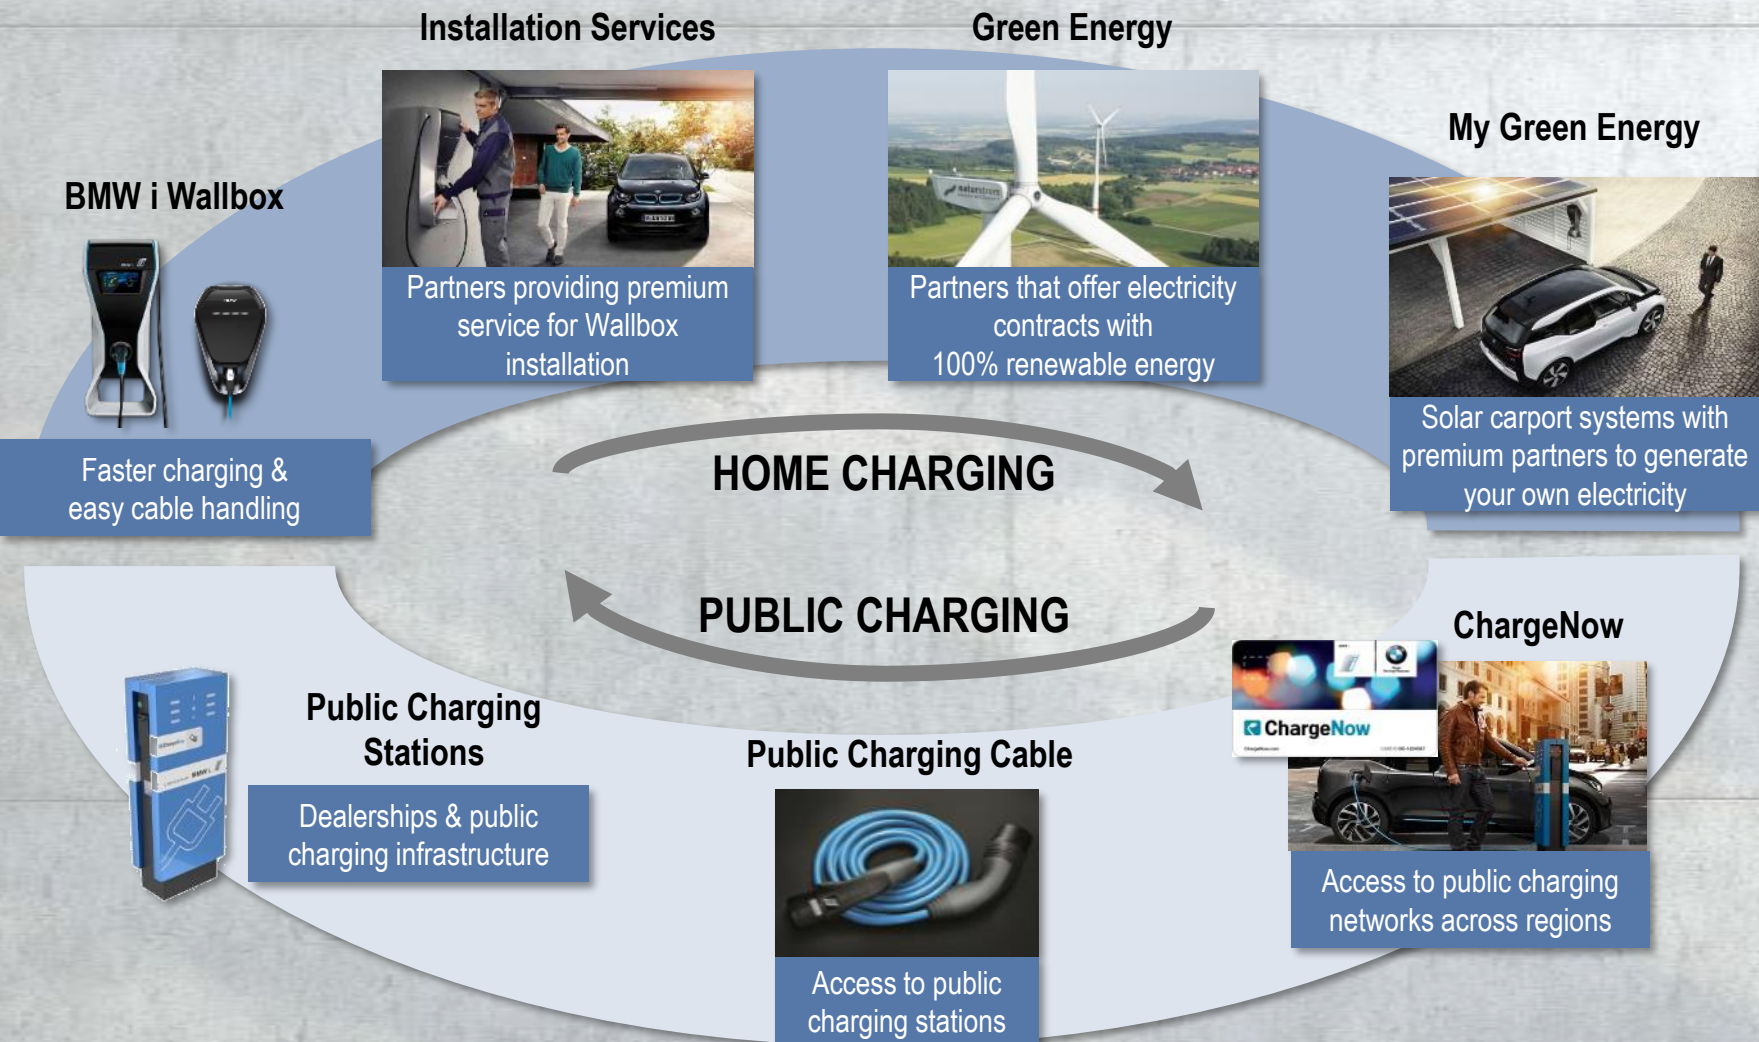 Installation Services
Green Energy
My Green Energy
BMW i Wallbox
Partners providing premium
service for Wallbox
installation
Partners that offer electricity
contracts with
100% renewable energy
naturstrom
Solar carport systems with
premium partners to generate
your own electricity
Faster charging &
easy cable handling
HOME CHARGING
PUBLIC CHARGING
ChargeNow
ChargeNow
Public Charging
Stations
BMW i
Dealerships & public
charging infrastructure
Public Charging Cable
Access to public
charging stations
Access to public charging
networks across regions